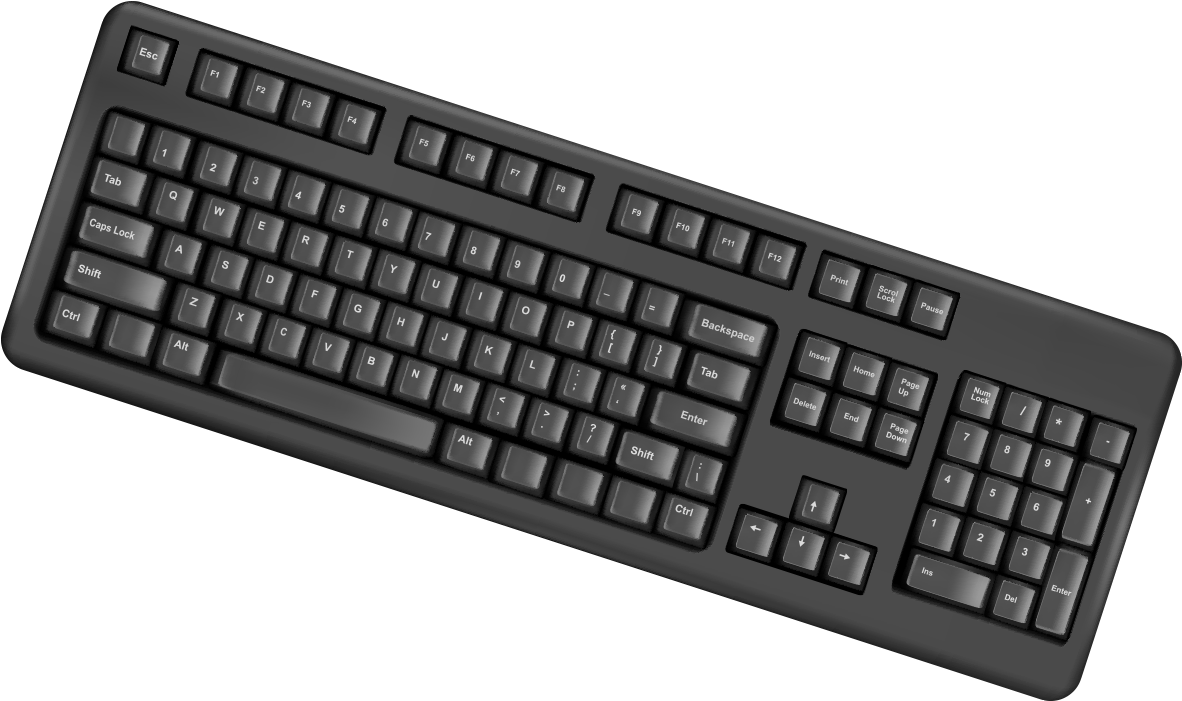 Esc F1 F2 F3 F4 F5 F6 F7 F8 F9 F10 F11 F12 Print Scrol Lock Pause
1 2 3 4 5 6 7 8 9 0 _ = Backspace
Tab Q W E R T Y U I O P { [ } ] Tab
Caps Lock A S D F G H J K L : ; « ' Enter
Shift Z X C V B N M < , > . ? / Shift : \
Ctrl Alt Alt Ctrl
Insert Home Page Up
Delete End Page Down
↑
← ↓ →
Num Lock / * -
7 8 9 +
4 5 6
1 2 3 Enter
Ins Del